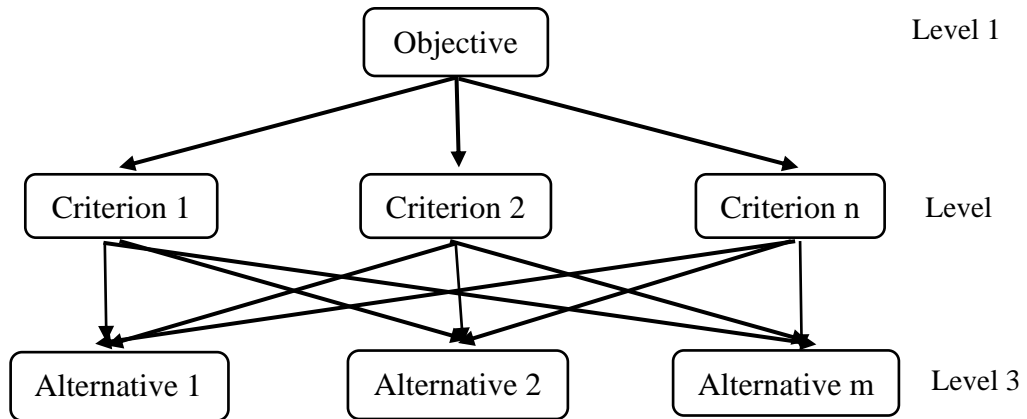 Objective
Level 1
Criterion 1
Criterion 2
Criterion n
Level
Alternative 1
Alternative 2
Alternative m
Level 3